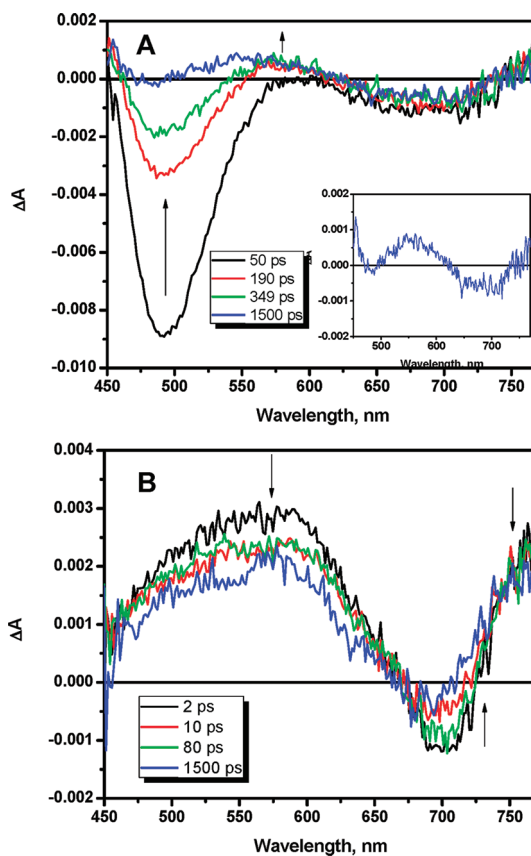 A
0.002
0.000
-0.002
-0.004
-0.006
-0.008
-0.010
ΔA
50 ps
190 ps
349 ps
1500 ps
0.002
0.001
0.000
-0.001
-0.002
ΔA
500 600 700
Wavelength, nm
450 500 550 600 650 700 750
Wavelength, nm
B
0.004
0.003
0.002
0.001
0.000
-0.001
-0.002
ΔA
2 ps
10 ps
80 ps
1500 ps
450 500 550 600 650 700 750
Wavelength, nm